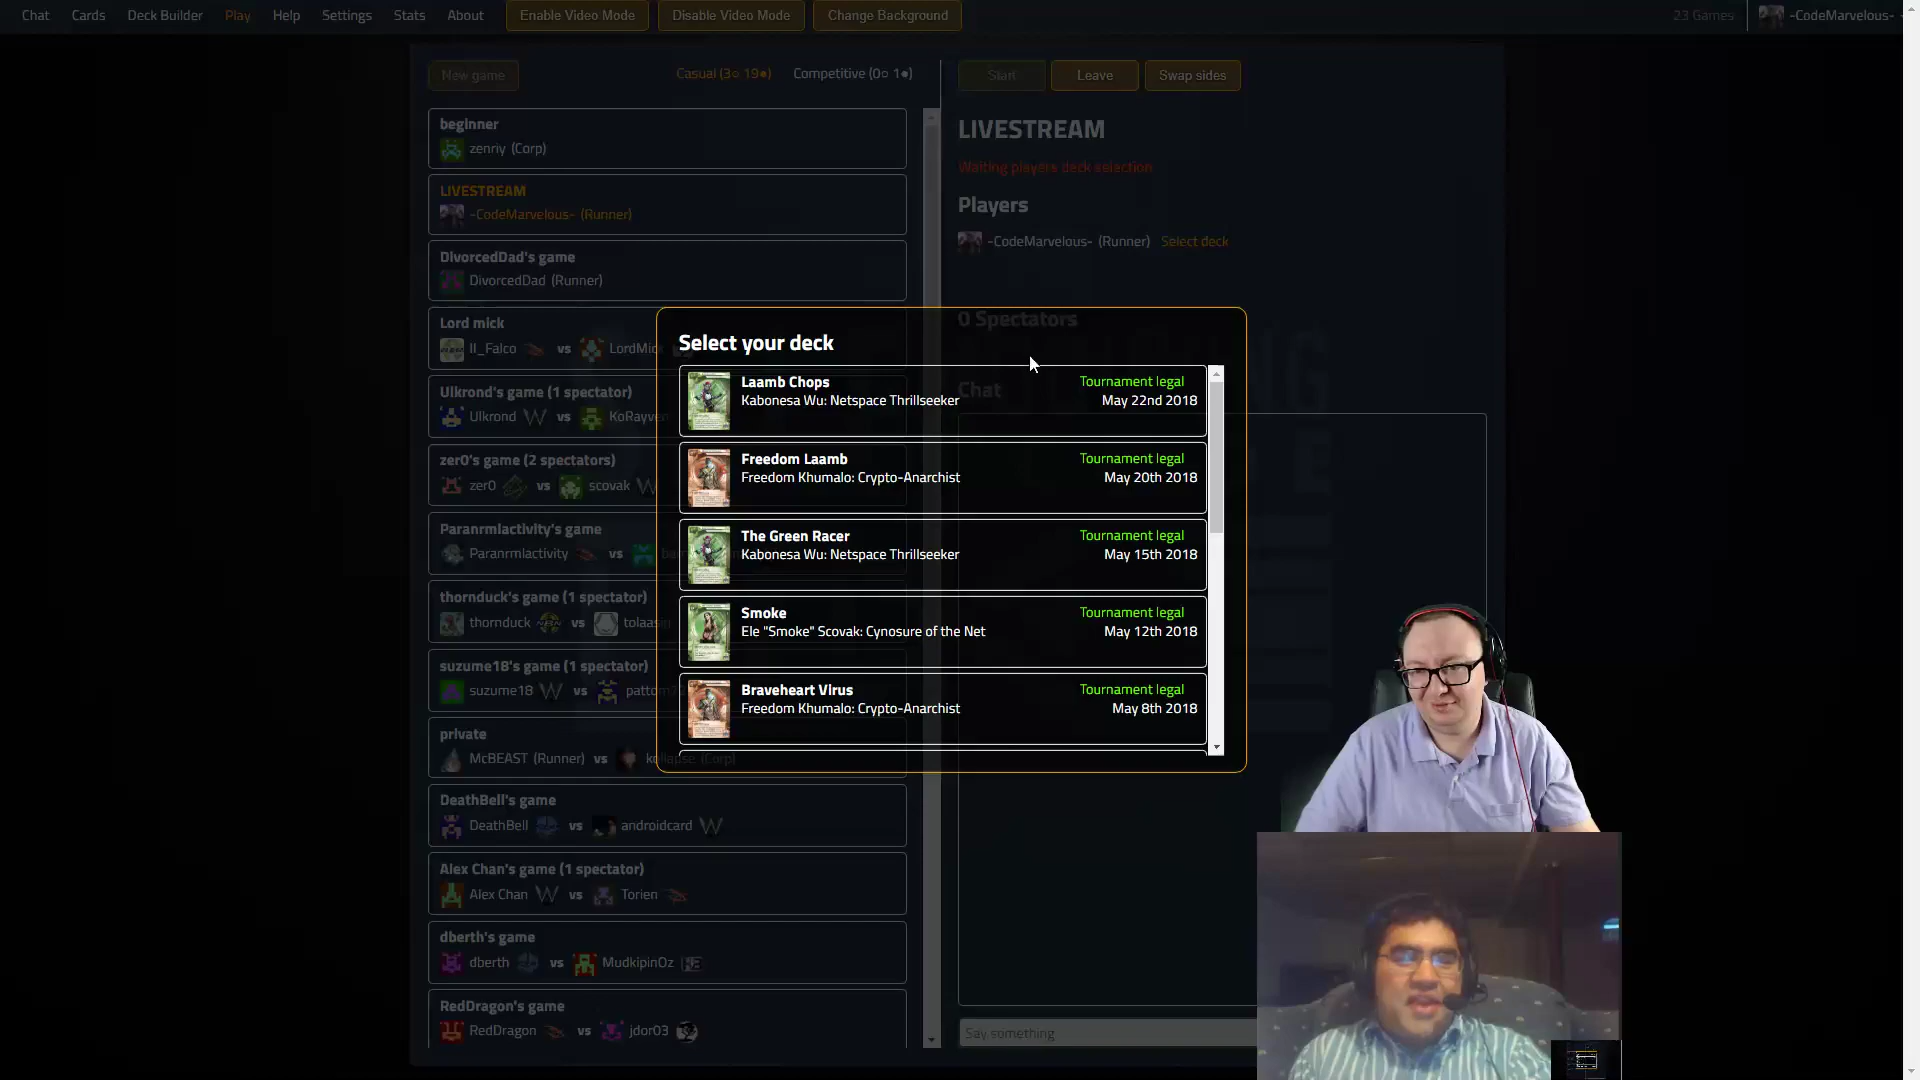 Chat Cards Deck Builder Play Help Settings Stats About Enable Video Mode Disable Video Mode Change Background 23 Games -CodeMarvelous-
New game Casual (3○ 19●) Competitive (0○ 1●)
beginner
zenriy (Corp)
LIVESTREAM
-CodeMarvelous- (Runner)
DivorcedDad's game
DivorcedDad (Runner)
Lord mick
Il_Falco vs LordMick
Ulkrond's game (1 spectator)
Ulkrond vs KoRayven
zer0's game (2 spectators)
zer0 vs scovak
Paranrmlactivity's game
Paranrmlactivity vs
thornduck's game (1 spectator)
thornduck vs
suzume18's game (1 spectator)
suzume18 vs
private
McBEAST (Runner) vs kollapse (Corp)
DeathBell's game
DeathBell vs androidcard
Alex Chan's game (1 spectator)
Alex Chan vs Torien
dberth's game
dberth vs MudkipinOz
RedDragon's game
RedDragon vs jdor03
Start Leave Swap sides
LIVESTREAM
Waiting players deck selection
Players
-CodeMarvelous- (Runner) Select deck
0 Spectators
Chat
Say something
Select your deck
Laamb Chops Tournament legal
Kabonesa Wu: Netspace Thrillseeker May 22nd 2018
Freedom Laamb Tournament legal
Freedom Khumalo: Crypto-Anarchist May 20th 2018
The Green Racer Tournament legal
Kabonesa Wu: Netspace Thrillseeker May 15th 2018
Smoke Tournament legal
Ele "Smoke" Scovak: Cynosure of the Net May 12th 2018
Braveheart Virus Tournament legal
Freedom Khumalo: Crypto-Anarchist May 8th 2018